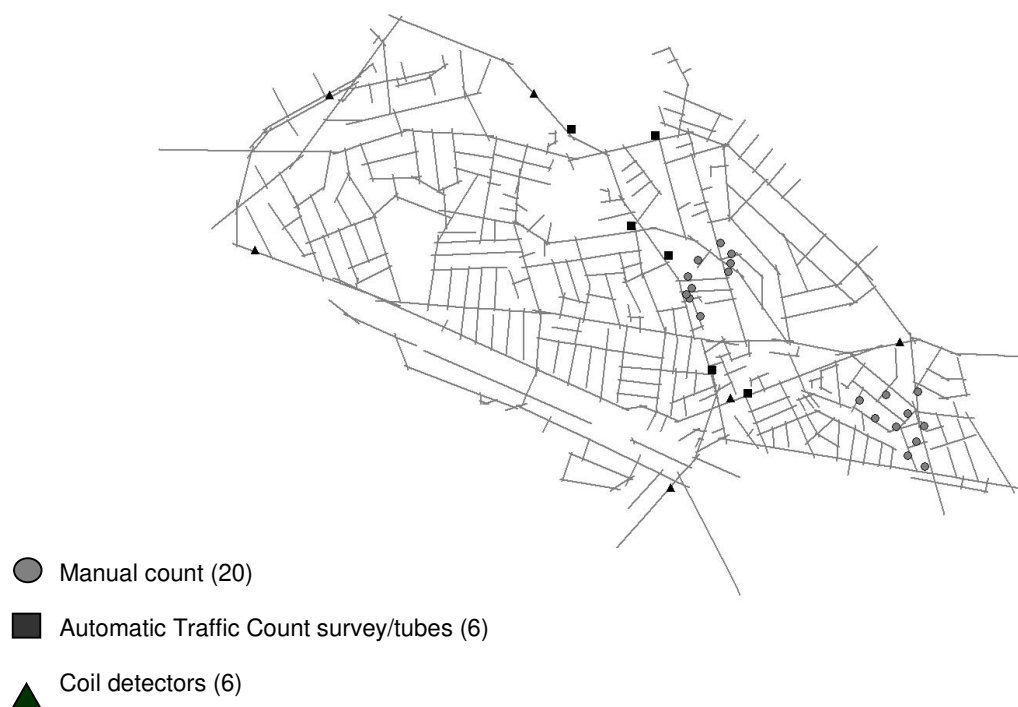 Manual count (20)
Automatic Traffic Count survey/tubes (6)
Coil detectors (6)